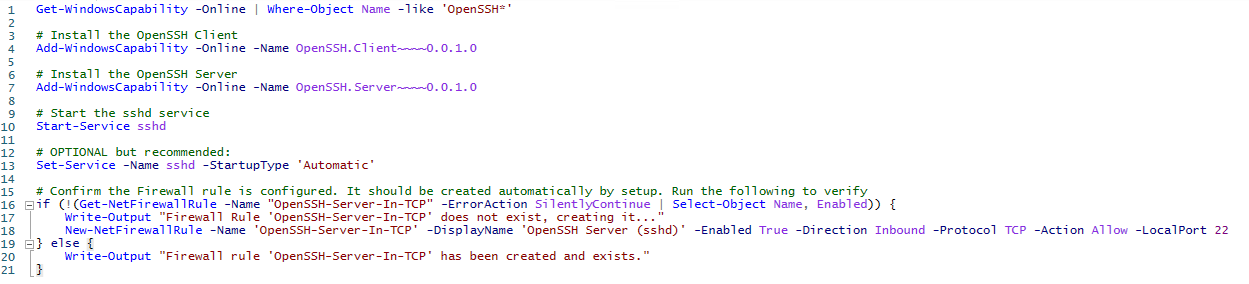 1 Get-WindowsCapability -Online | Where-Object Name -like 'OpenSSH*'
2
3 # Install the OpenSSH Client
4 Add-WindowsCapability -Online -Name OpenSSH.Client~~~~0.0.1.0
5
6 # Install the OpenSSH Server
7 Add-WindowsCapability -Online -Name OpenSSH.Server~~~~0.0.1.0
8
9 # Start the sshd service
10 Start-Service sshd
11
12 # OPTIONAL but recommended:
13 Set-Service -Name sshd -StartupType 'Automatic'
14
15 # Confirm the Firewall rule is configured. It should be created automatically by setup. Run the following to verify
16 if (!(Get-NetFirewallRule -Name "OpenSSH-Server-In-TCP" -ErrorAction SilentlyContinue | Select-Object Name, Enabled)) {
17     Write-Output "Firewall Rule 'OpenSSH-Server-In-TCP' does not exist, creating it..."
18     New-NetFirewallRule -Name 'OpenSSH-Server-In-TCP' -DisplayName 'OpenSSH Server (sshd)' -Enabled True -Direction Inbound -Protocol TCP -Action Allow -LocalPort 22
19 } else {
20     Write-Output "Firewall rule 'OpenSSH-Server-In-TCP' has been created and exists."
21 }